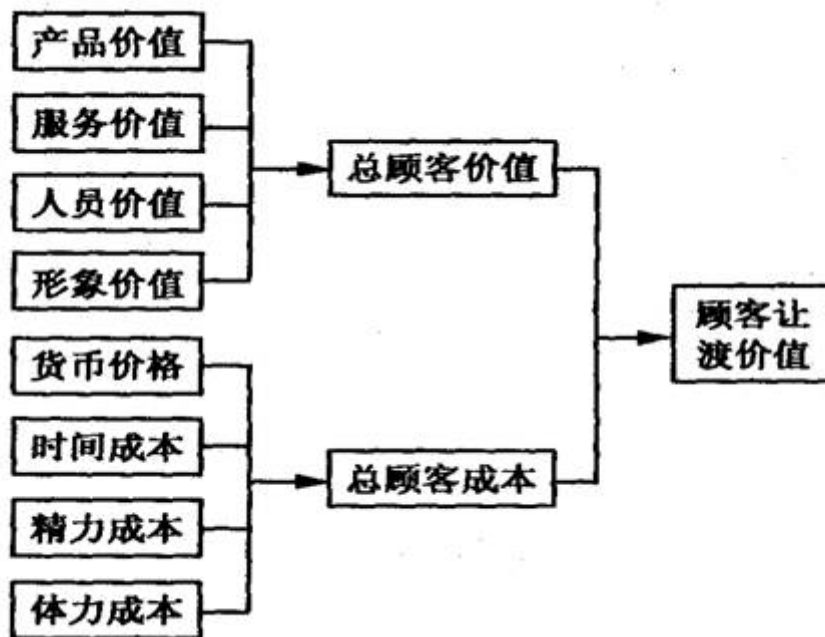 产品价值
服务价值
人员价值
形象价值
货币价格
时间成本
精力成本
体力成本
总顾客价值
总顾客成本
顾客让
渡价值